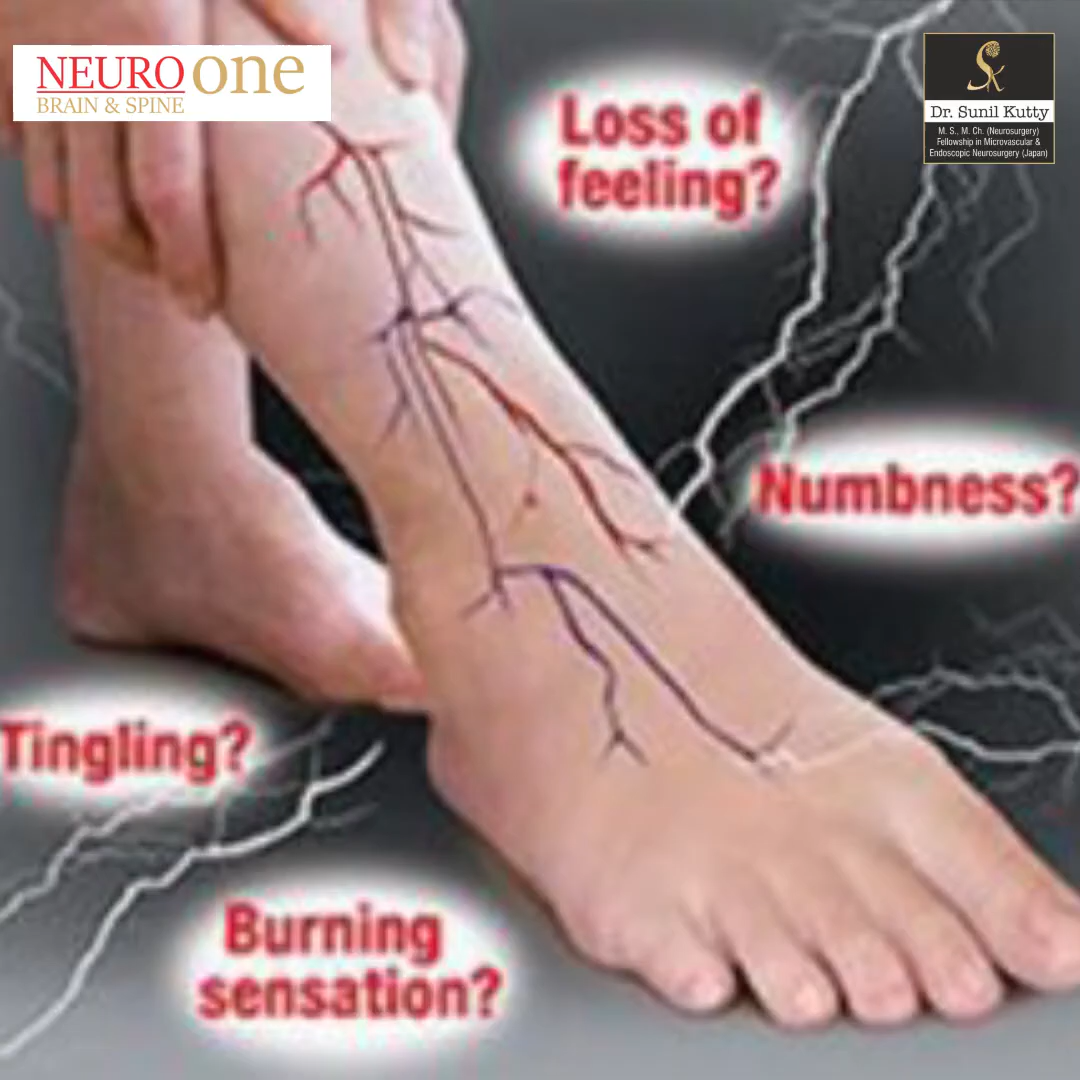 NEURO one
BRAIN & SPINE
Dr. Sunil Kutty
M. S., M. Ch. (Neurosurgery)
Fellowship in Microvascular &
Endoscopic Neurosurgery (Japan)
Loss of
feeling?
Numbness?
Tingling?
Burning
sensation?